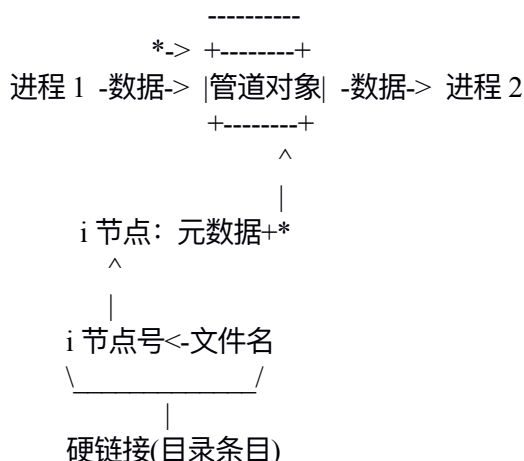 ----------
*-> +--------+
进程 1 -数据-> |管道对象| -数据-> 进程 2
+--------+
^
|
i 节点：元数据+*
^
|
i 节点号<-文件名
\_____________/
|
硬链接(目录条目)